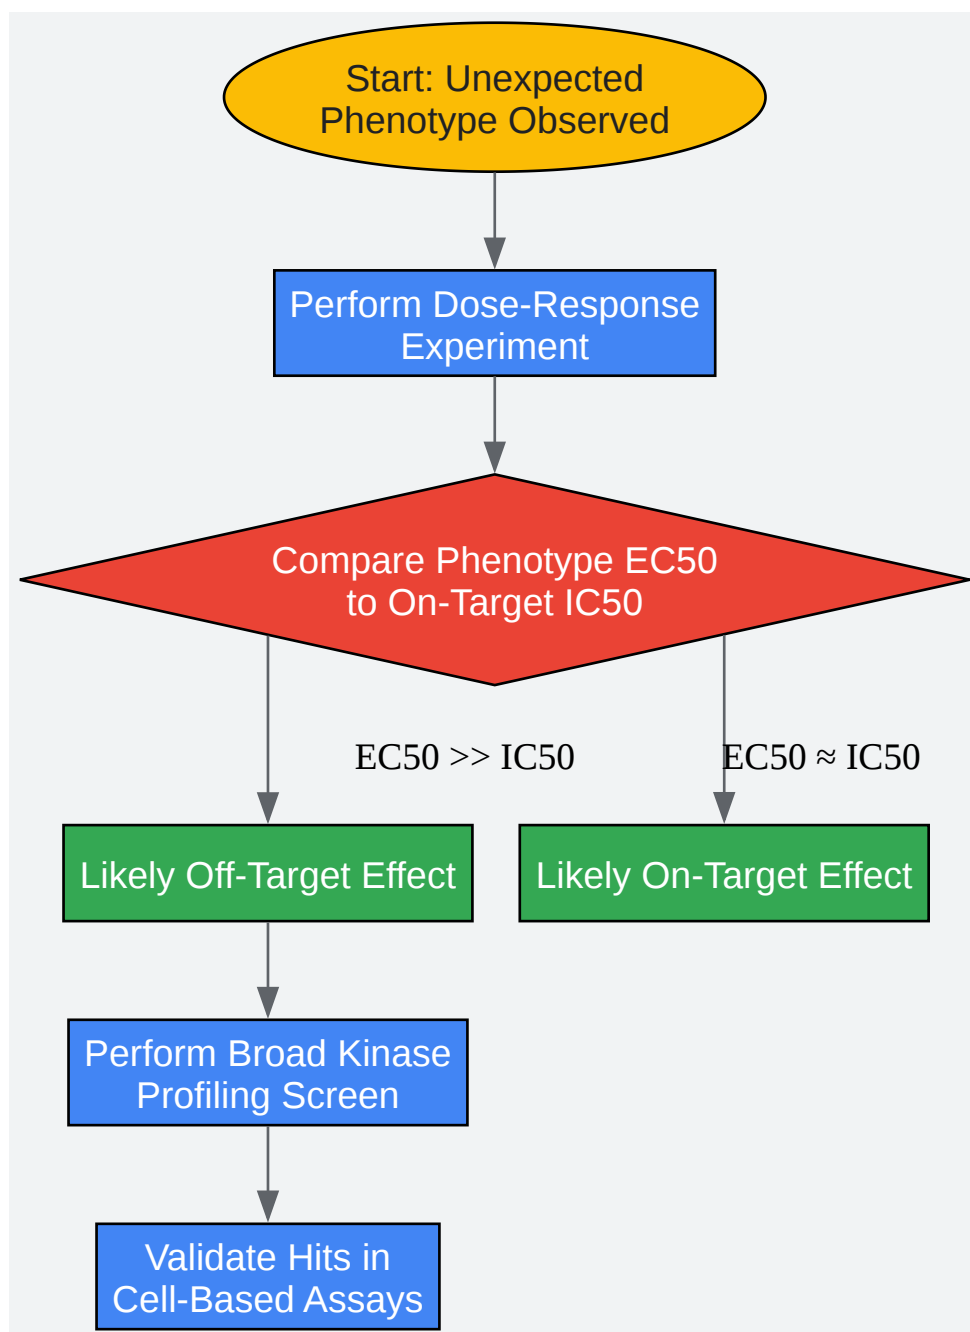 Start: Unexpected
Phenotype Observed
Perform Dose-Response
Experiment
Compare Phenotype EC50
to On-Target IC50
EC50 >> IC50
EC50 ≈ IC50
Likely Off-Target Effect
Likely On-Target Effect
Perform Broad Kinase
Profiling Screen
Validate Hits in
Cell-Based Assays